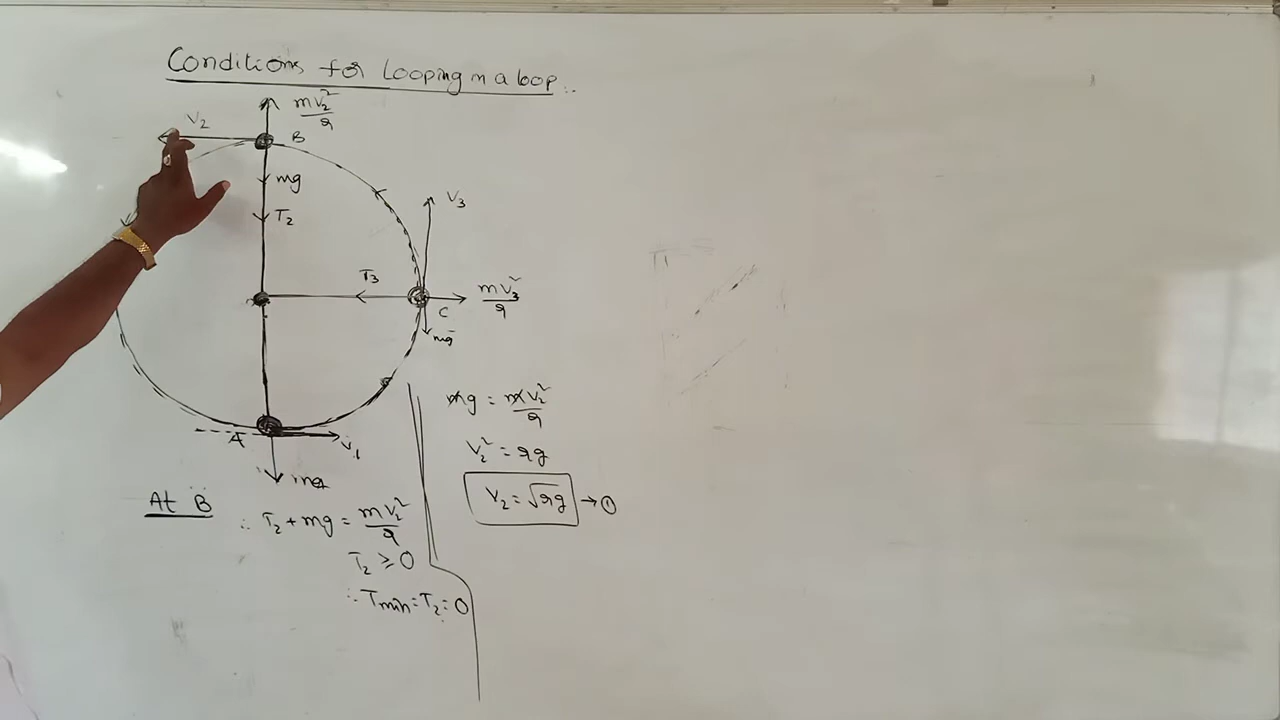 Conditions for Looping in a loop :.
mv₂²/r
V₂
B
mg
T₂
V₃
T₃
mv₃²/r
C
mg
A
V₁
mg
At B
∴ T₂ + mg = mv₂²/r
T₂ ⩾ 0
∴ Tmin = T₂ = 0
mg = mv₂²/r
V₂² = rg
V₂ = √rg → ①